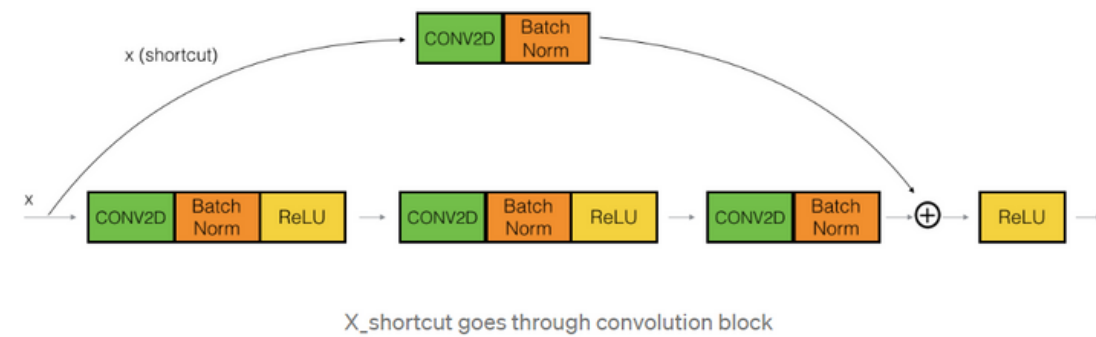 CONV2D
Batch
Norm
x (shortcut)
x
CONV2D
Batch
Norm
ReLU
CONV2D
Batch
Norm
ReLU
CONV2D
Batch
Norm
ReLU
X_shortcut goes through convolution block